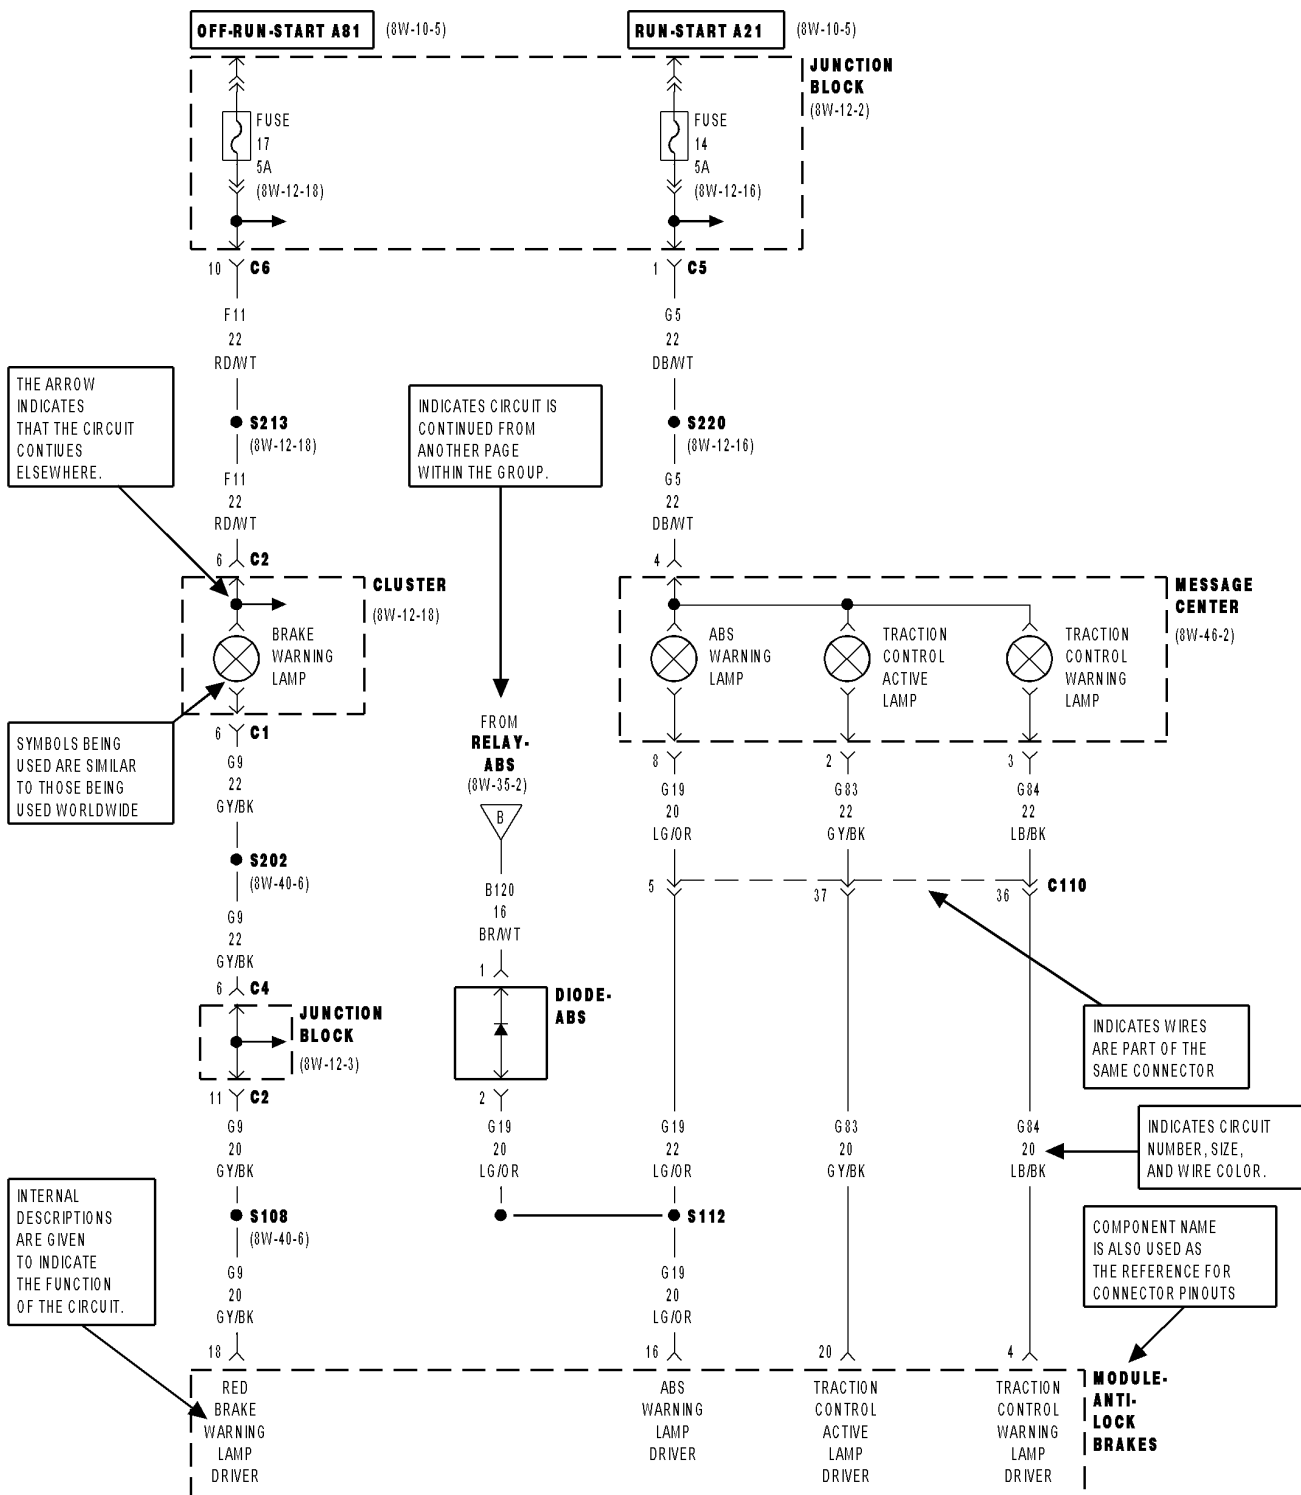 OFF-RUN-START A81
(8W-10-5)
RUN-START A21
(8W-10-5)
JUNCTION
BLOCK
(8W-12-2)
FUSE
17
5A
(8W-12-18)
FUSE
14
5A
(8W-12-16)
10
C6
1
C5
F11
22
RD/WT
G5
22
DB/WT
THE ARROW
INDICATES
THAT THE CIRCUIT
CONTIUES
ELSEWHERE.
INDICATES CIRCUIT IS
CONTINUED FROM
ANOTHER PAGE
WITHIN THE GROUP.
S213
(8W-12-18)
S220
(8W-12-16)
F11
22
RD/WT
G5
22
DB/WT
6
C2
4
CLUSTER
(8W-12-18)
MESSAGE
CENTER
(8W-46-2)
BRAKE
WARNING
LAMP
ABS
WARNING
LAMP
TRACTION
CONTROL
ACTIVE
LAMP
TRACTION
CONTROL
WARNING
LAMP
SYMBOLS BEING
USED ARE SIMILAR
TO THOSE BEING
USED WORLDWIDE
6
C1
FROM
RELAY-
ABS
(8W-35-2)
B
8
2
3
G9
22
GY/BK
G19
20
LG/OR
G83
22
GY/BK
G84
22
LB/BK
S202
(8W-40-6)
5
37
36
C110
B120
16
BR/WT
G9
22
GY/BK
6
C4
1
JUNCTION
BLOCK
(8W-12-3)
DIODE-
ABS
INDICATES WIRES
ARE PART OF THE
SAME CONNECTOR
11
C2
2
G9
20
GY/BK
G19
20
LG/OR
G19
22
LG/OR
G83
20
GY/BK
G84
20
LB/BK
INDICATES CIRCUIT
NUMBER, SIZE,
AND WIRE COLOR.
INTERNAL
DESCRIPTIONS
ARE GIVEN
TO INDICATE
THE FUNCTION
OF THE CIRCUIT.
S108
(8W-40-6)
S112
COMPONENT NAME
IS ALSO USED AS
THE REFERENCE FOR
CONNECTOR PINOUTS
G9
20
GY/BK
G19
20
LG/OR
18
16
20
4
MODULE-
ANTI-
LOCK
BRAKES
RED
BRAKE
WARNING
LAMP
DRIVER
ABS
WARNING
LAMP
DRIVER
TRACTION
CONTROL
ACTIVE
LAMP
DRIVER
TRACTION
CONTROL
WARNING
LAMP
DRIVER